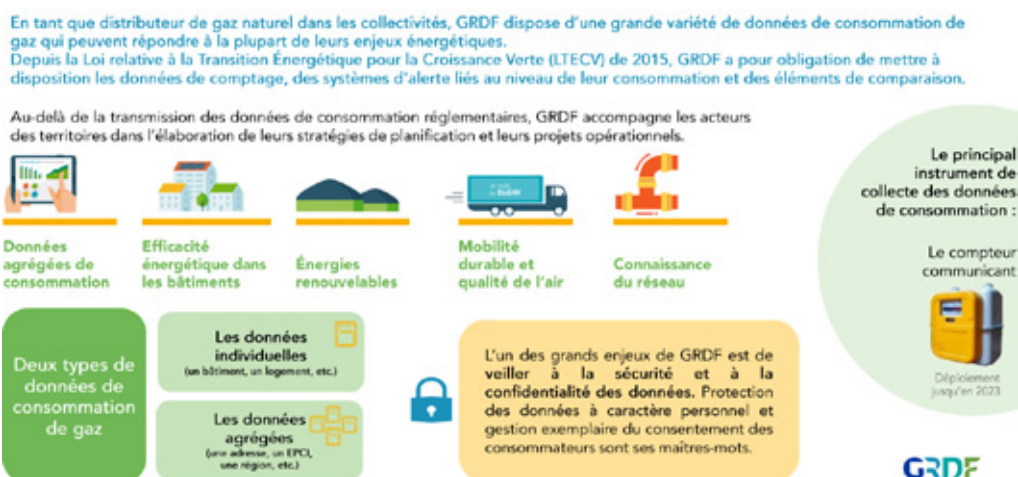 En tant que distributeur de gaz naturel dans les collectivités, GRDF dispose d'une grande variété de données de consommation de
gaz qui peuvent répondre à la plupart de leurs enjeux énergétiques.
Depuis la Loi relative à la Transition Énergétique pour la Croissance Verte (LTECV) de 2015, GRDF a pour obligation de mettre à
disposition les données de comptage, des systèmes d'alerte liés au niveau de leur consommation et des éléments de comparaison.
Au-delà de la transmission des données de consommation réglementaires, GRDF accompagne les acteurs
des territoires dans l'élaboration de leurs stratégies de planification et leurs projets opérationnels.
Données
agrégées de
consommation
Efficacité
énergétique dans
les bâtiments
Énergies
renouvelables
Mobilité
durable et
qualité de l'air
Connaissance
du réseau
Le principal
instrument de
collecte des données
de consommation :
Le compteur
communicant
Déploiement
jusqu'en 2023
Deux types de
données de
consommation
de gaz
Les données
individuelles
(un bâtiment, un logement, etc.)
Les données
agrégées
(une adresse, un EPCI,
une région, etc.)
L'un des grands enjeux de GRDF est de
veiller à la sécurité et à la
confidentialité des données. Protection
des données à caractère personnel et
gestion exemplaire du consentement des
consommateurs sont ses maîtres-mots.
GRDF